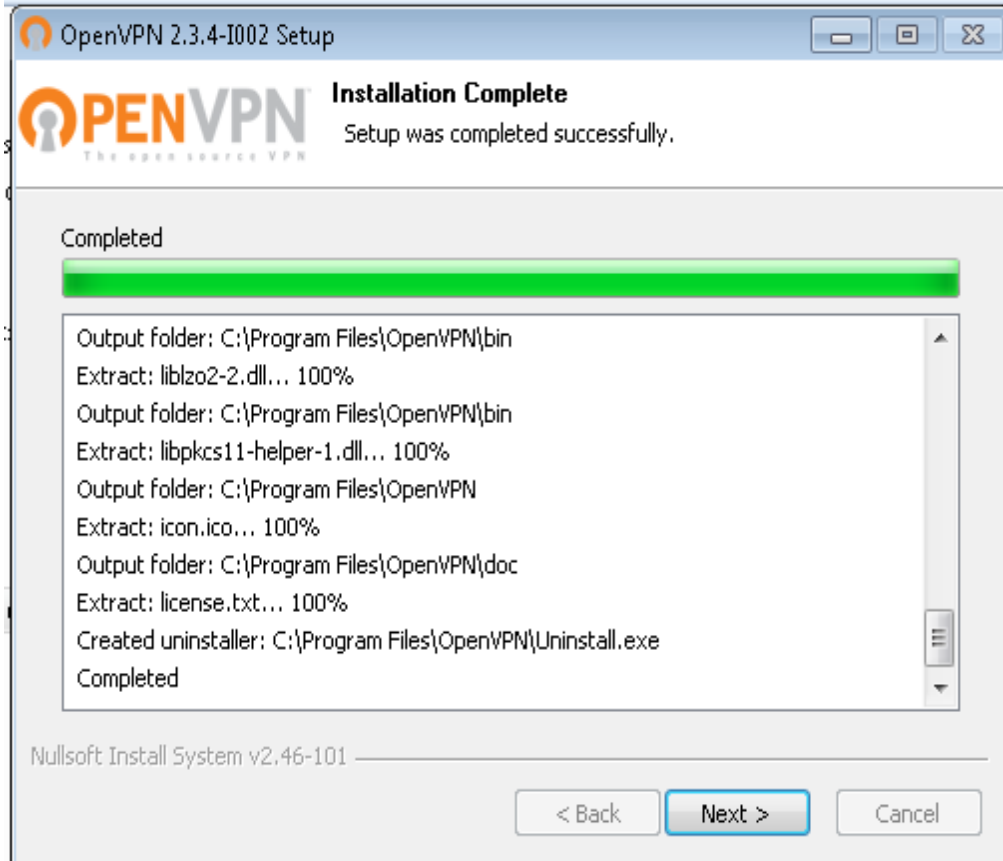 OpenVPN 2.3.4-I002 Setup
OPENVPN
The open source VPN
Installation Complete
Setup was completed successfully.
Completed
Output folder: C:\Program Files\OpenVPN\bin
Extract: liblzo2-2.dll... 100%
Output folder: C:\Program Files\OpenVPN\bin
Extract: libpkcs11-helper-1.dll... 100%
Output folder: C:\Program Files\OpenVPN
Extract: icon.ico... 100%
Output folder: C:\Program Files\OpenVPN\doc
Extract: license.txt... 100%
Created uninstaller: C:\Program Files\OpenVPN\Uninstall.exe
Completed
Nullsoft Install System v2.46-101
< Back Next > Cancel